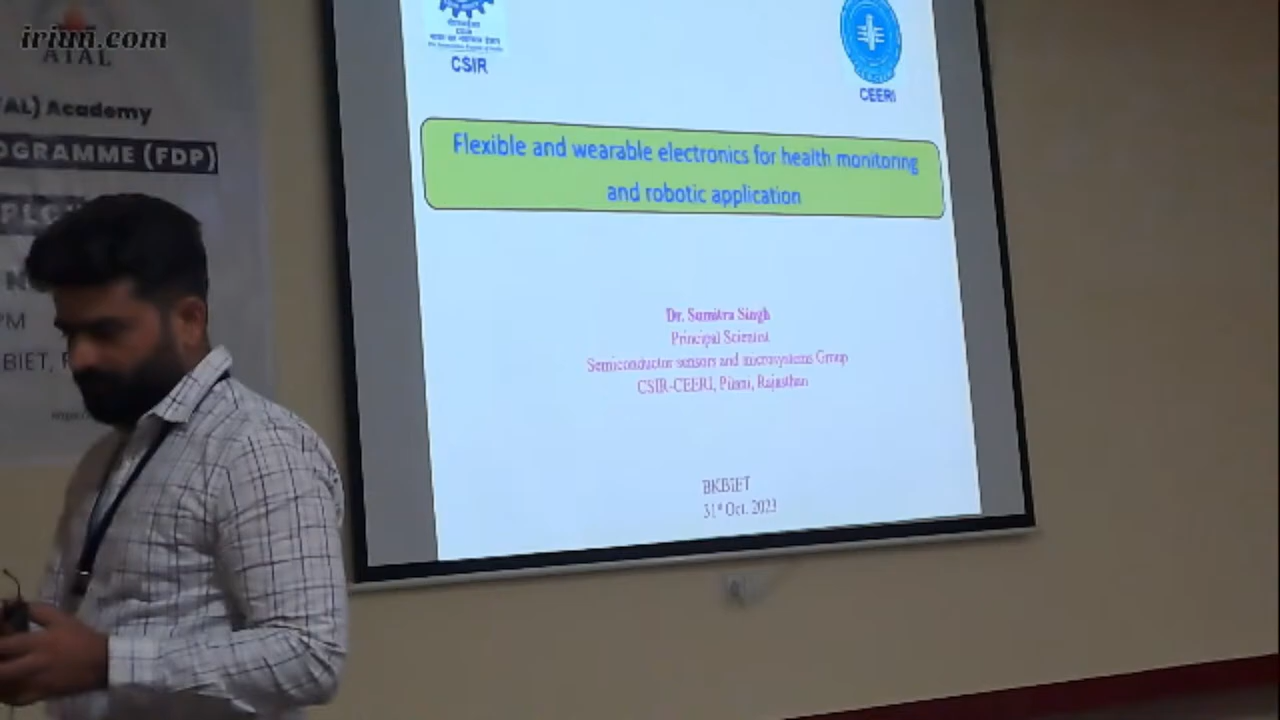 iriun.com
ATAL
AL) Academy
OGRAMME (FDP)
PM
BIET,
CSIR
CEERI
Flexible and wearable electronics for health monitoring
and robotic application
Dr. Sumitra Singh
Principal Scientist
Semiconductor sensors and microsystems Group
CSIR-CEERI, Pilani, Rajasthan
BKBIET
31st Oct. 2023